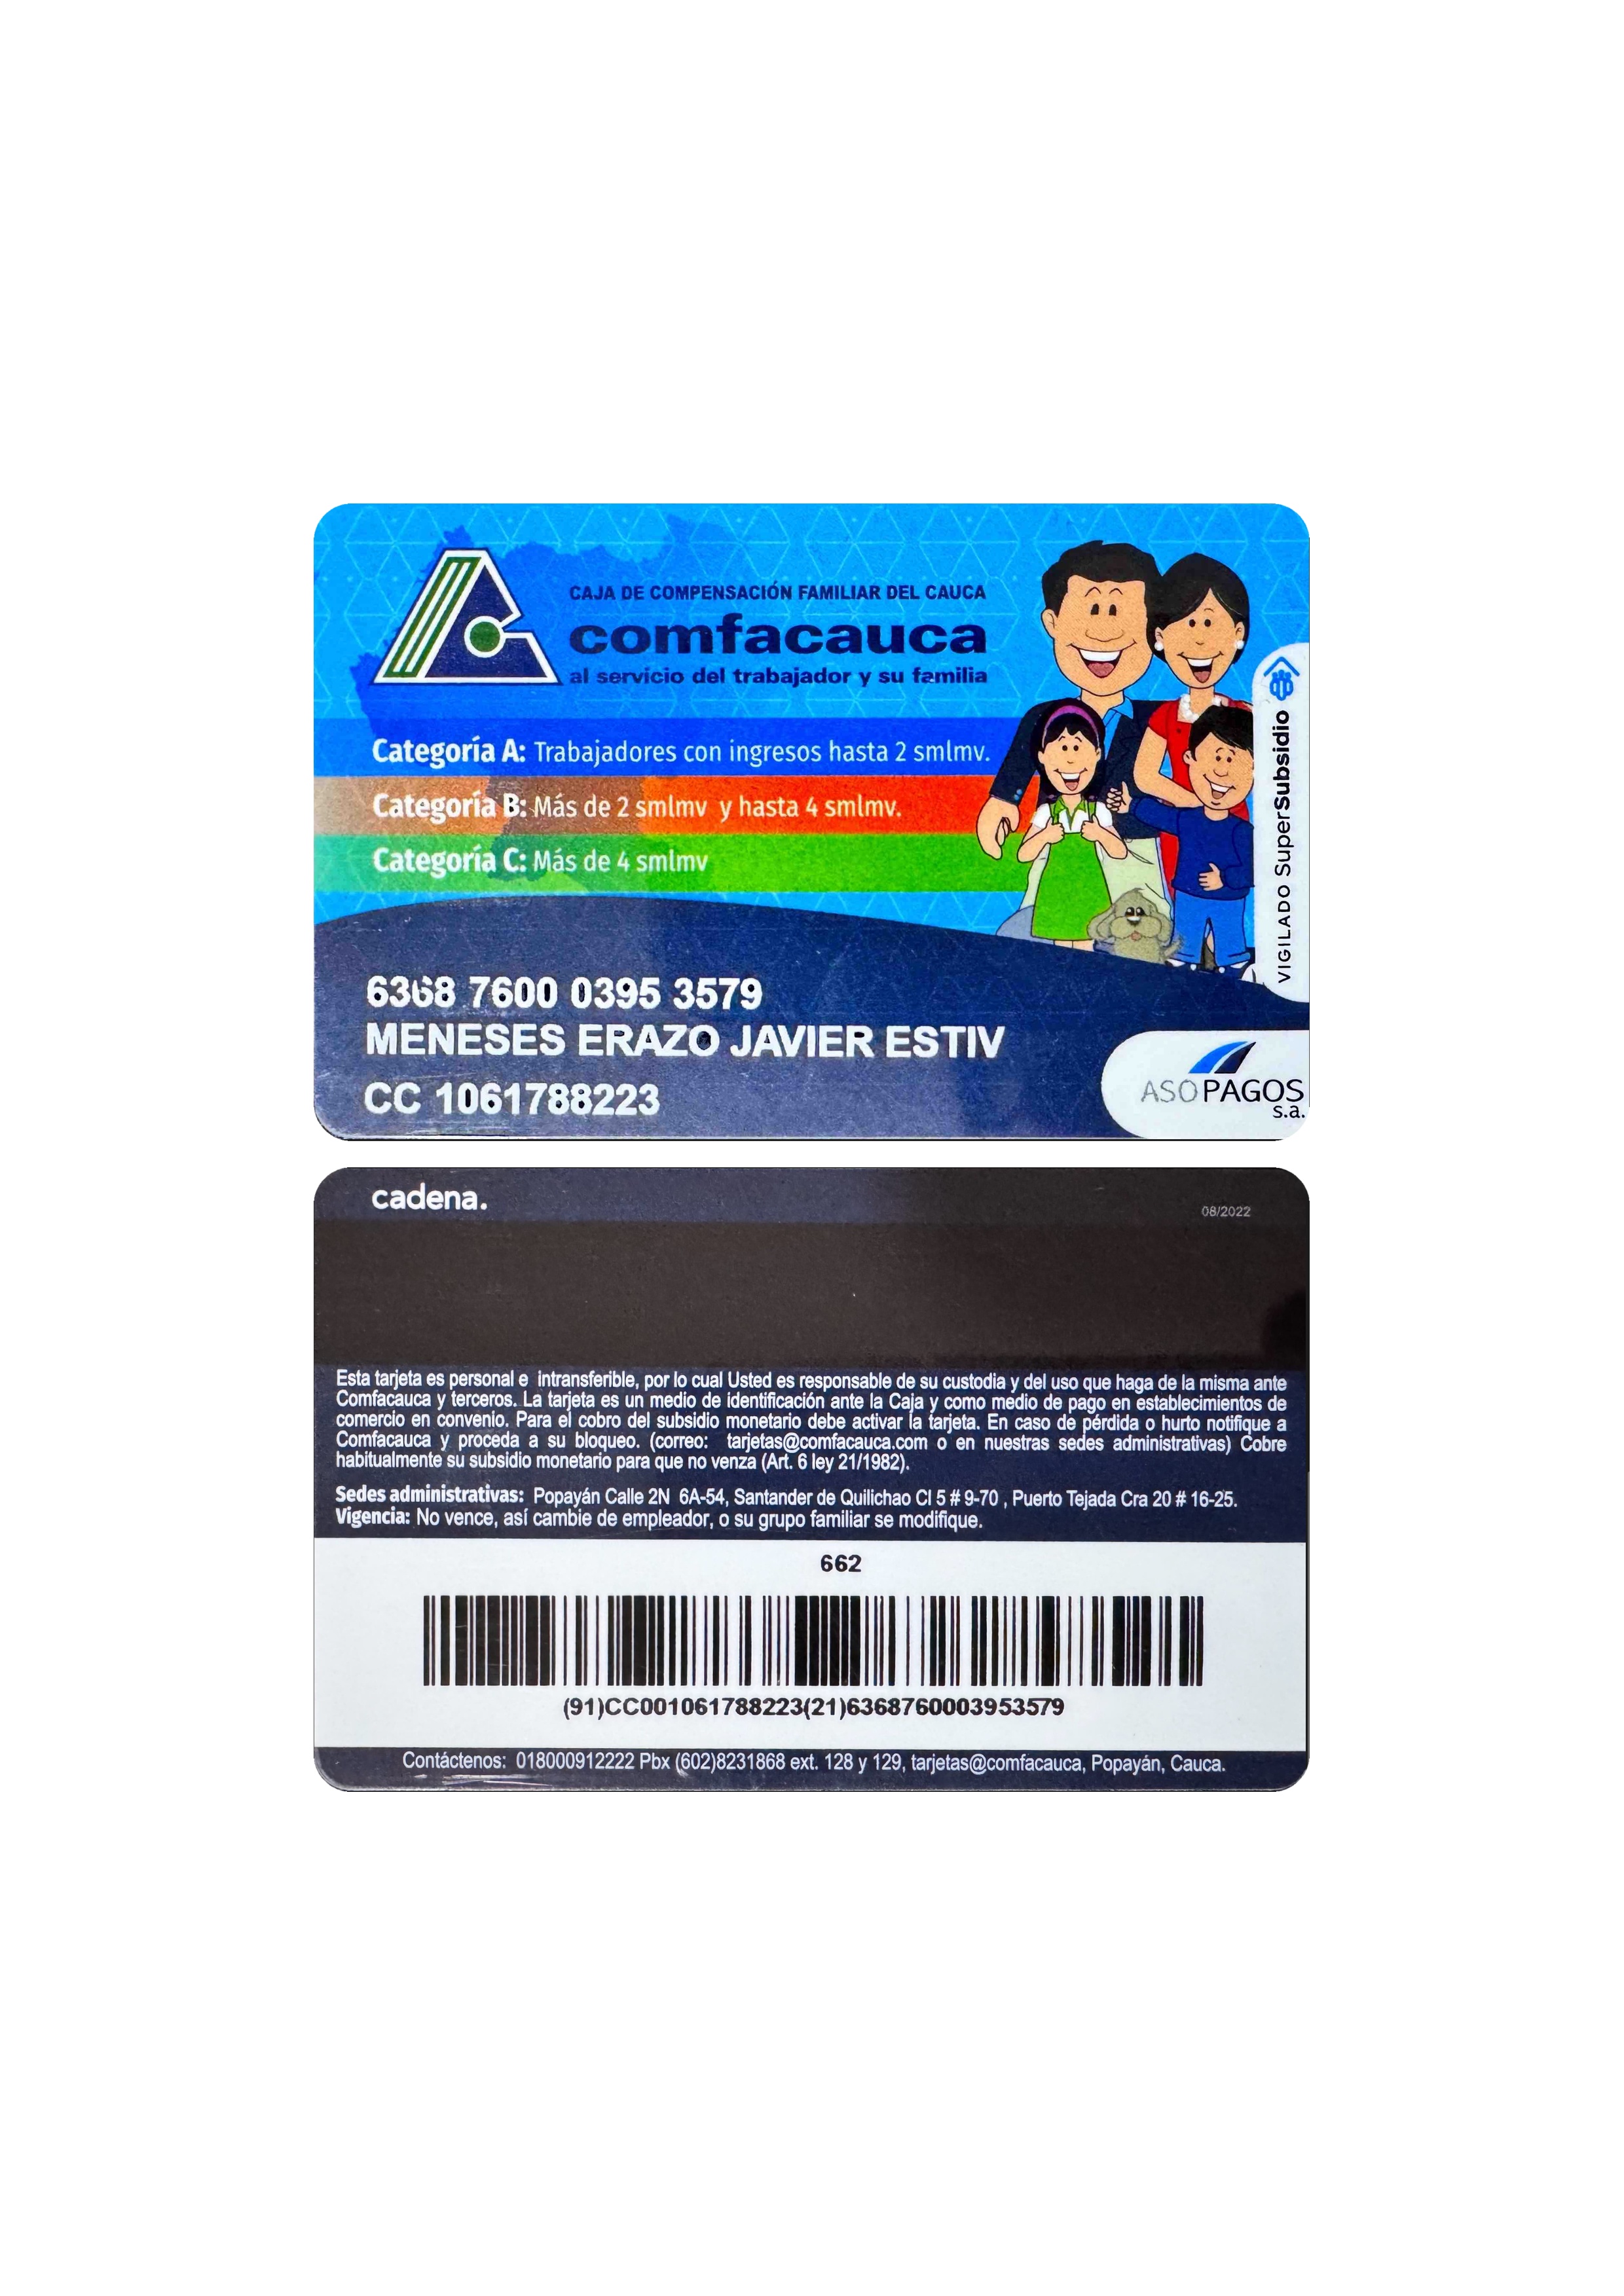 CAJA DE COMPENSACIÓN FAMILIAR DEL CAUCA
comfacauca
al servicio del trabajador y su familia
Categoría A: Trabajadores con ingresos hasta 2 smlmv.
Categoría B: Más de 2 smlmv y hasta 4 smlmv.
Categoría C: Más de 4 smlmv
VIGILADO SuperSubsidio
6368 7600 0395 3579
MENESES ERAZO JAVIER ESTIV
CC 1061788223
ASOPAGOS
s.a.
cadena.
08/2022
Esta tarjeta es personal e intransferible, por lo cual Usted es responsable de su custodia y del uso que haga de la misma ante
Comfacauca y terceros. La tarjeta es un medio de identificación ante la Caja y como medio de pago en establecimientos de
comercio en convenio. Para el cobro del subsidio monetario debe activar la tarjeta. En caso de pérdida o hurto notifique a
Comfacauca y proceda a su bloqueo. (correo: tarjetas@comfacauca.com o en nuestras sedes administrativas) Cobre
habitualmente su subsidio monetario para que no venza (Art. 6 ley 21/1982).
Sedes administrativas: Popayán Calle 2N 6A-54, Santander de Quilichao Cl 5 # 9-70 , Puerto Tejada Cra 20 # 16-25.
Vigencia: No vence, así cambie de empleador, o su grupo familiar se modifique.
662
(91)CC001061788223(21)6368760003953579
Contáctenos: 018000912222 Pbx (602)8231868 ext. 128 y 129, tarjetas@comfacauca, Popayán, Cauca.